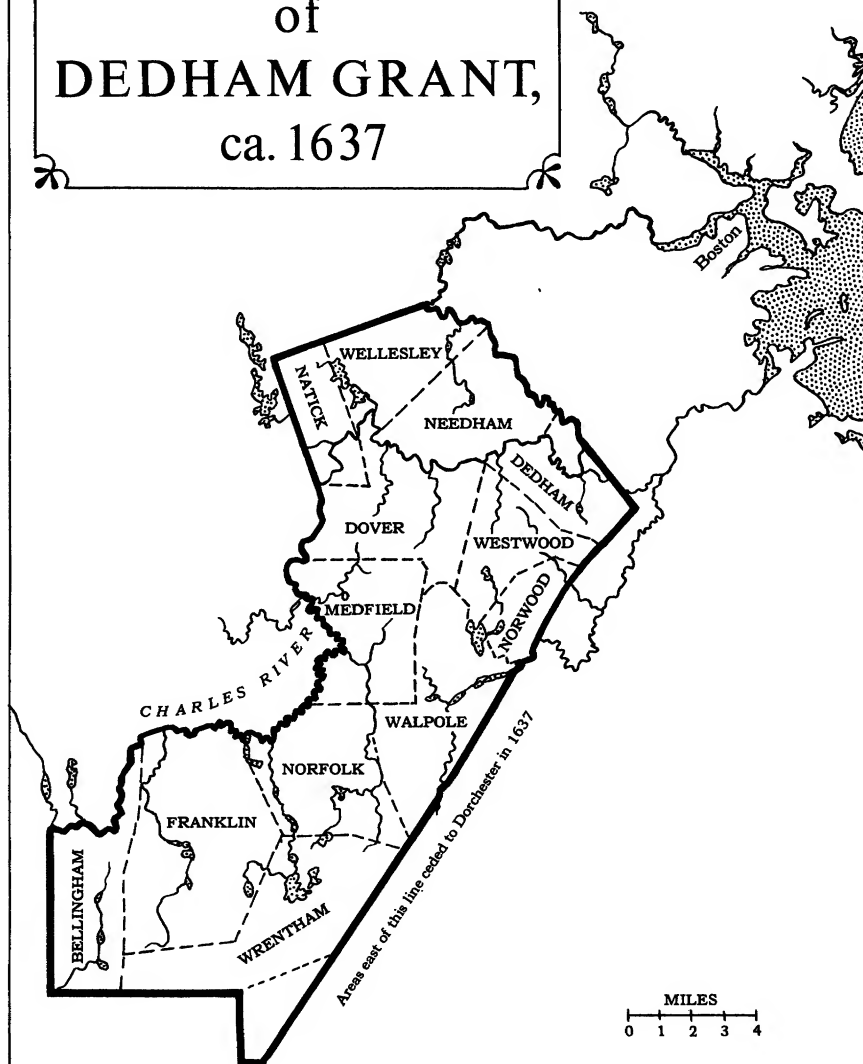 of
DEDHAM GRANT,
ca. 1637
Boston
WELLESLEY
NATICK
NEEDHAM
DEDHAM
DOVER
WESTWOOD
MEDFIELD
NORWOOD
CHARLES RIVER
WALPOLE
NORFOLK
FRANKLIN
BELLINGHAM
WRENTHAM
Areas east of this line ceded to Dorchester in 1637
MILES
0 1 2 3 4